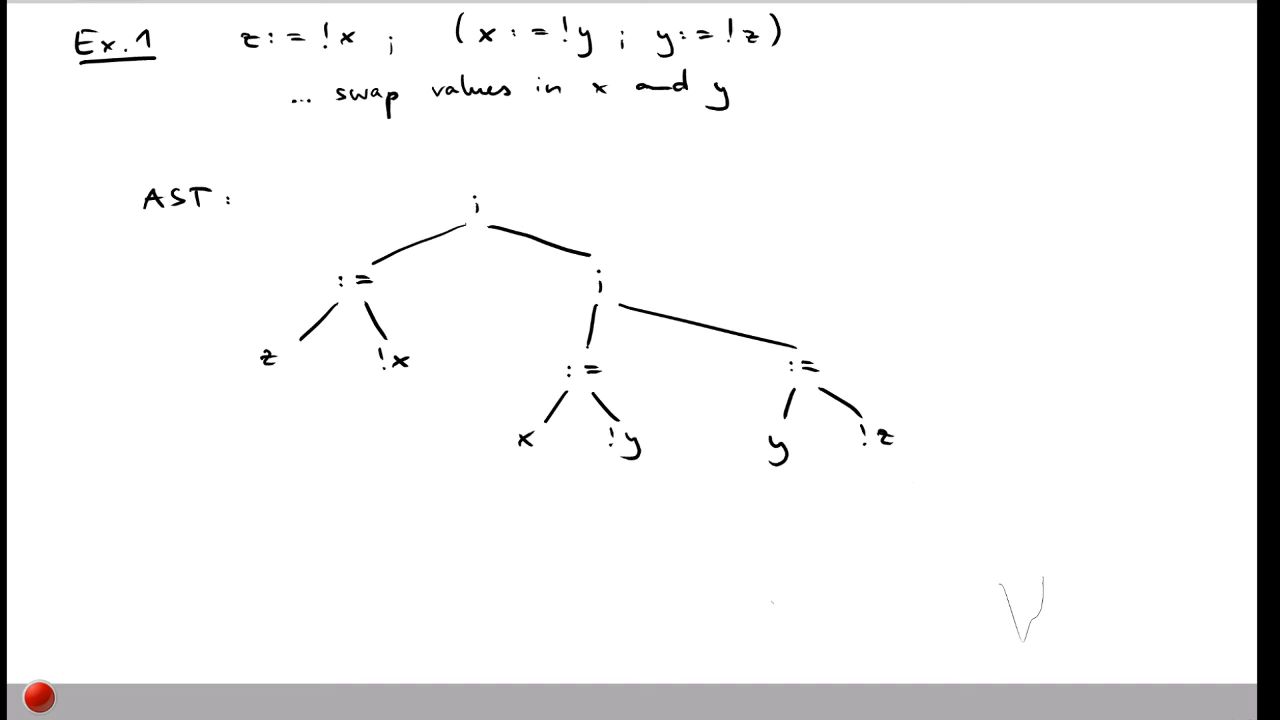 Ex. 1 z := !x ; (x := !y ; y := !z)
... swap values in x and y
AST :
;
:= ;
z !x := :=
x !y y !z